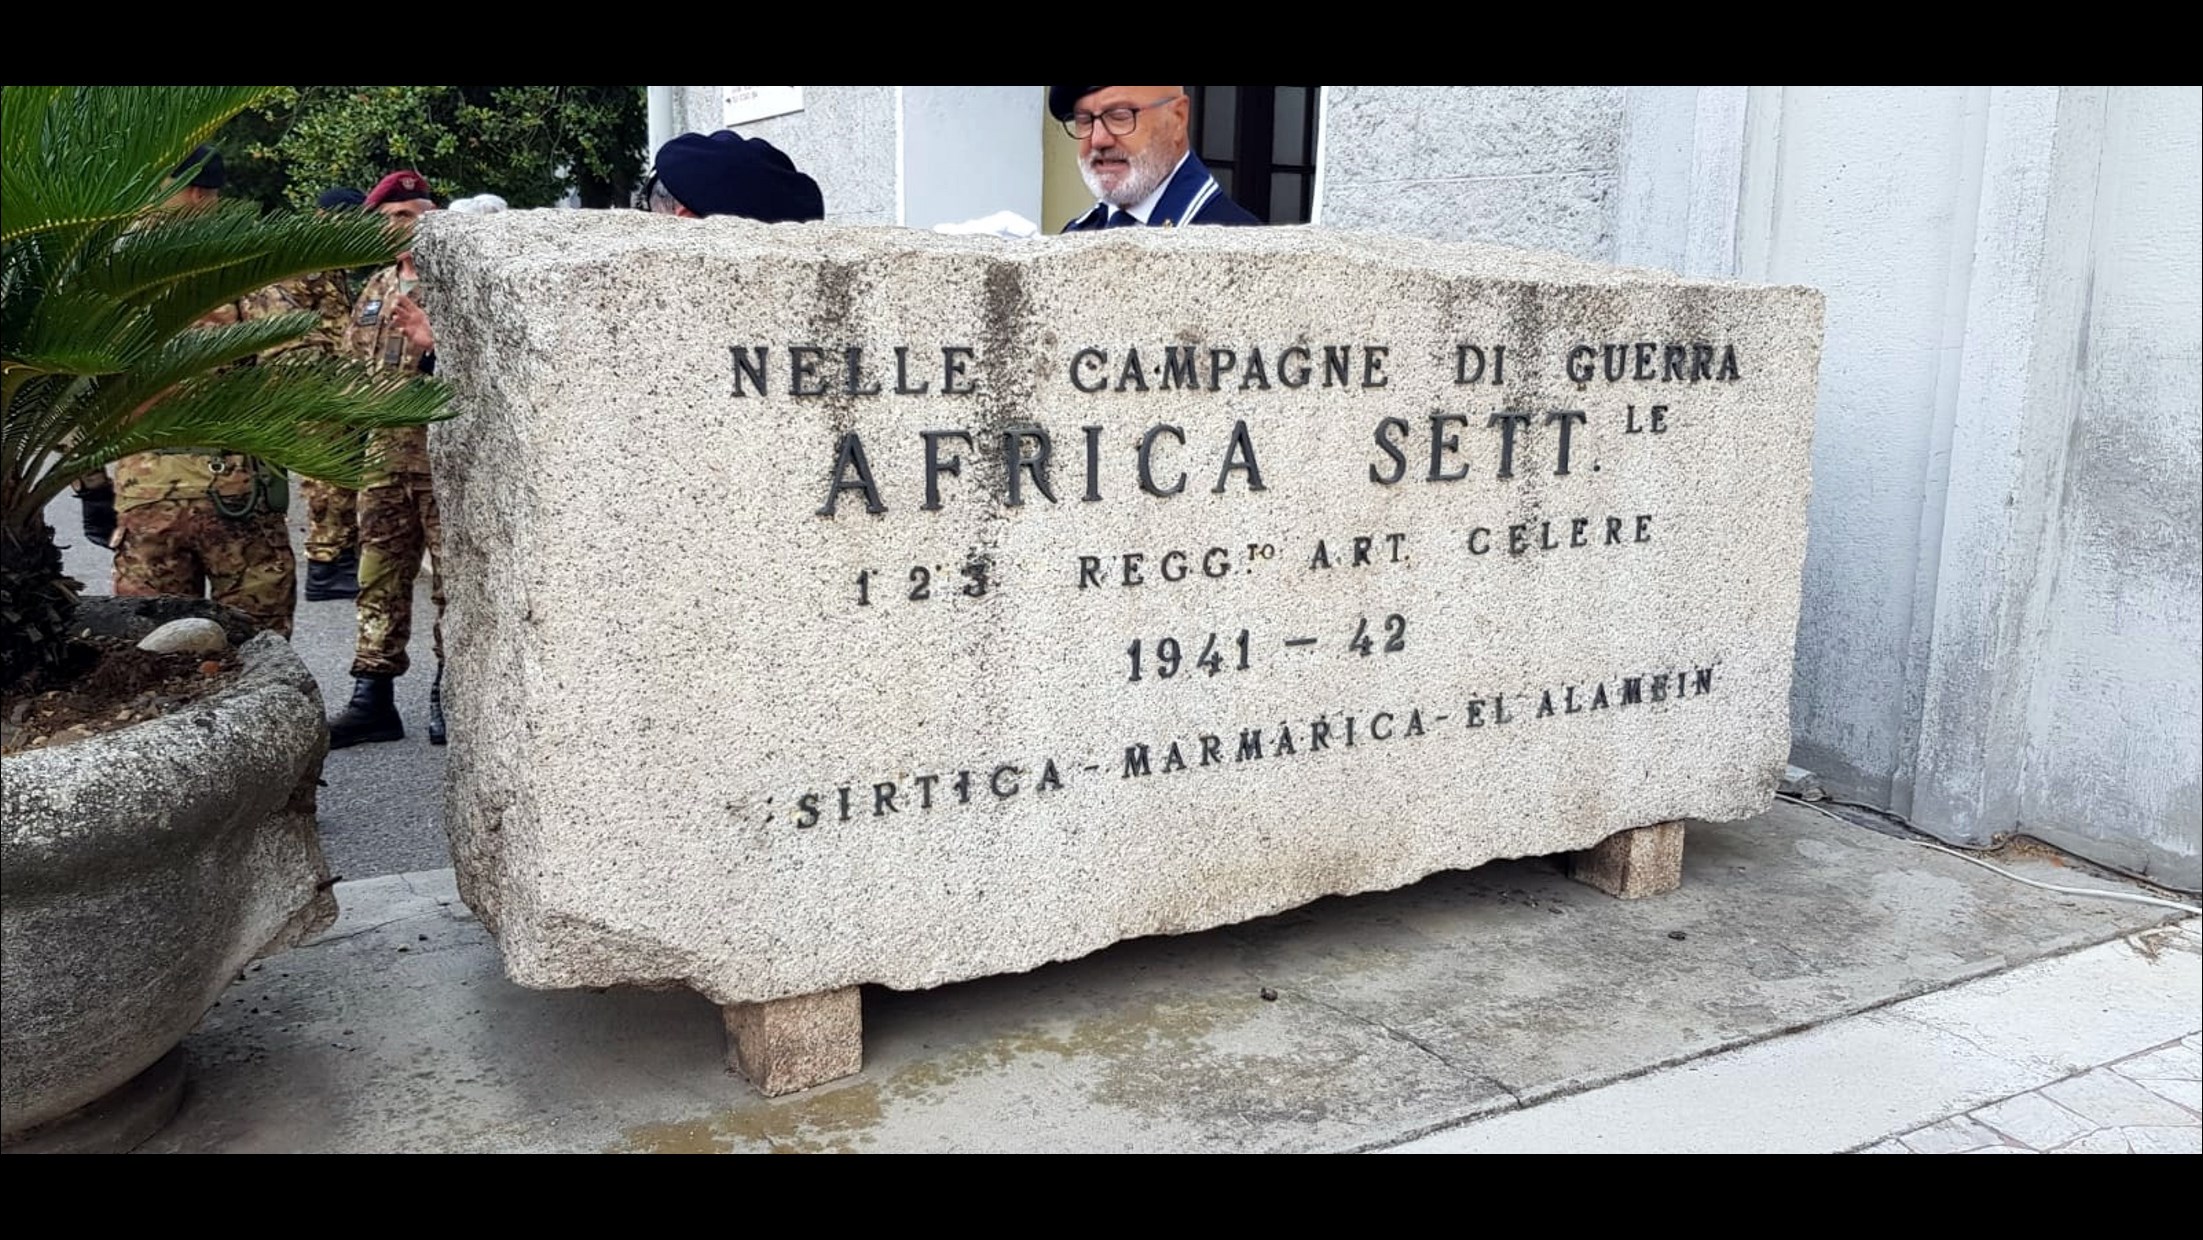 NELLE CAMPAGNE DI GUERRA
AFRICA SETT.LE
123 REGG.TO ART. CELERE
1941 - 42
SIRTICA - MARMARICA - EL ALAMEIN